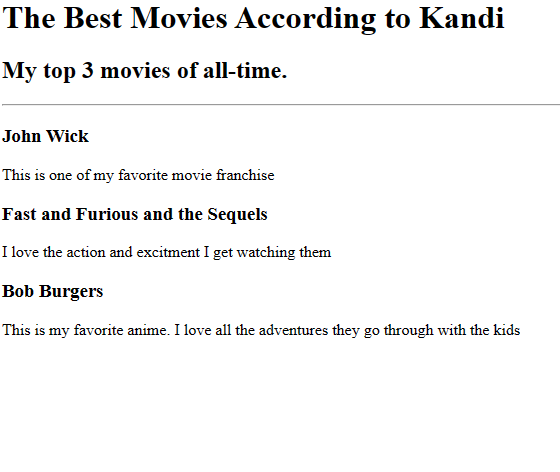 The Best Movies According to Kandi
My top 3 movies of all-time.
John Wick
This is one of my favorite movie franchise
Fast and Furious and the Sequels
I love the action and excitment I get watching them
Bob Burgers
This is my favorite anime. I love all the adventures they go through with the kids